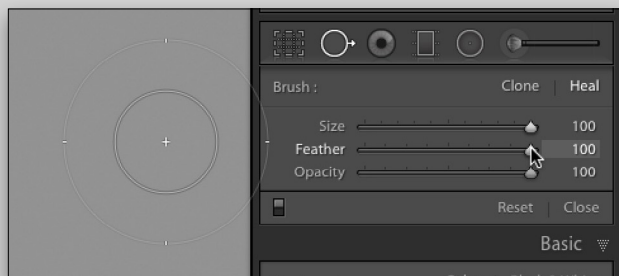 Brush : Clone | Heal
Size 100
Feather 100
Opacity 100
Reset | Close
Basic